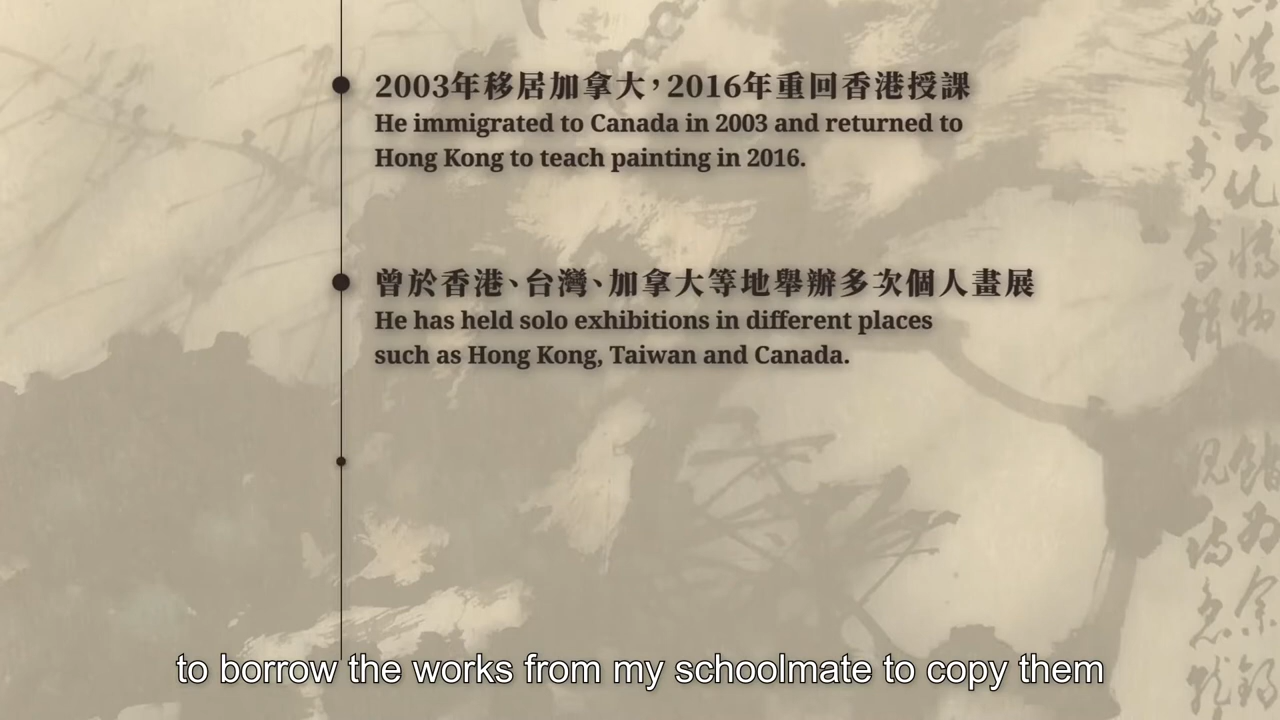 2003年移居加拿大，2016年重回香港授課
He immigrated to Canada in 2003 and returned to
Hong Kong to teach painting in 2016.
曾於香港、台灣、加拿大等地舉辦多次個人畫展
He has held solo exhibitions in different places
such as Hong Kong, Taiwan and Canada.
to borrow the works from my schoolmate to copy them